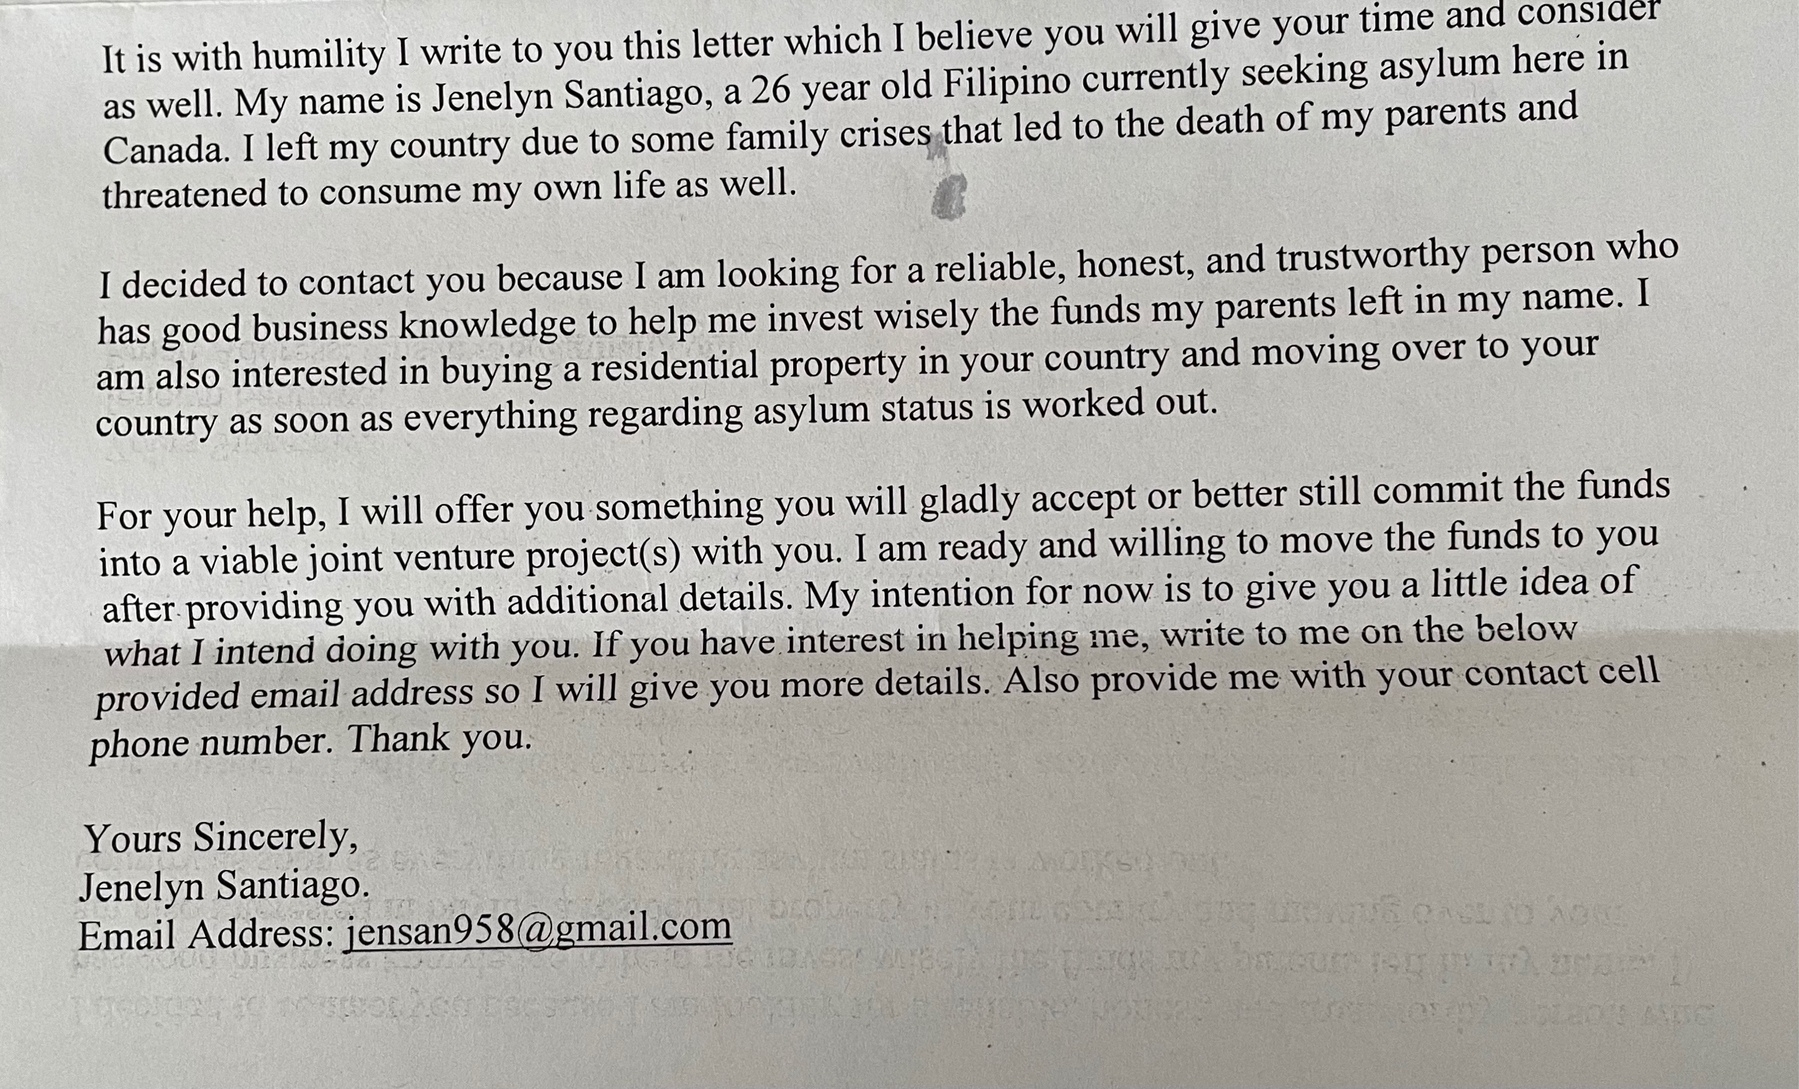 It is with humility I write to you this letter which I believe you will give your time and consider
as well. My name is Jenelyn Santiago, a 26 year old Filipino currently seeking asylum here in
Canada. I left my country due to some family crises that led to the death of my parents and
threatened to consume my own life as well.
I decided to contact you because I am looking for a reliable, honest, and trustworthy person who
has good business knowledge to help me invest wisely the funds my parents left in my name. I
am also interested in buying a residential property in your country and moving over to your
country as soon as everything regarding asylum status is worked out.
For your help, I will offer you something you will gladly accept or better still commit the funds
into a viable joint venture project(s) with you. I am ready and willing to move the funds to you
after providing you with additional details. My intention for now is to give you a little idea of
what I intend doing with you. If you have interest in helping me, write to me on the below
provided email address so I will give you more details. Also provide me with your contact cell
phone number. Thank you.
Yours Sincerely,
Jenelyn Santiago.
Email Address: jensan958@gmail.com